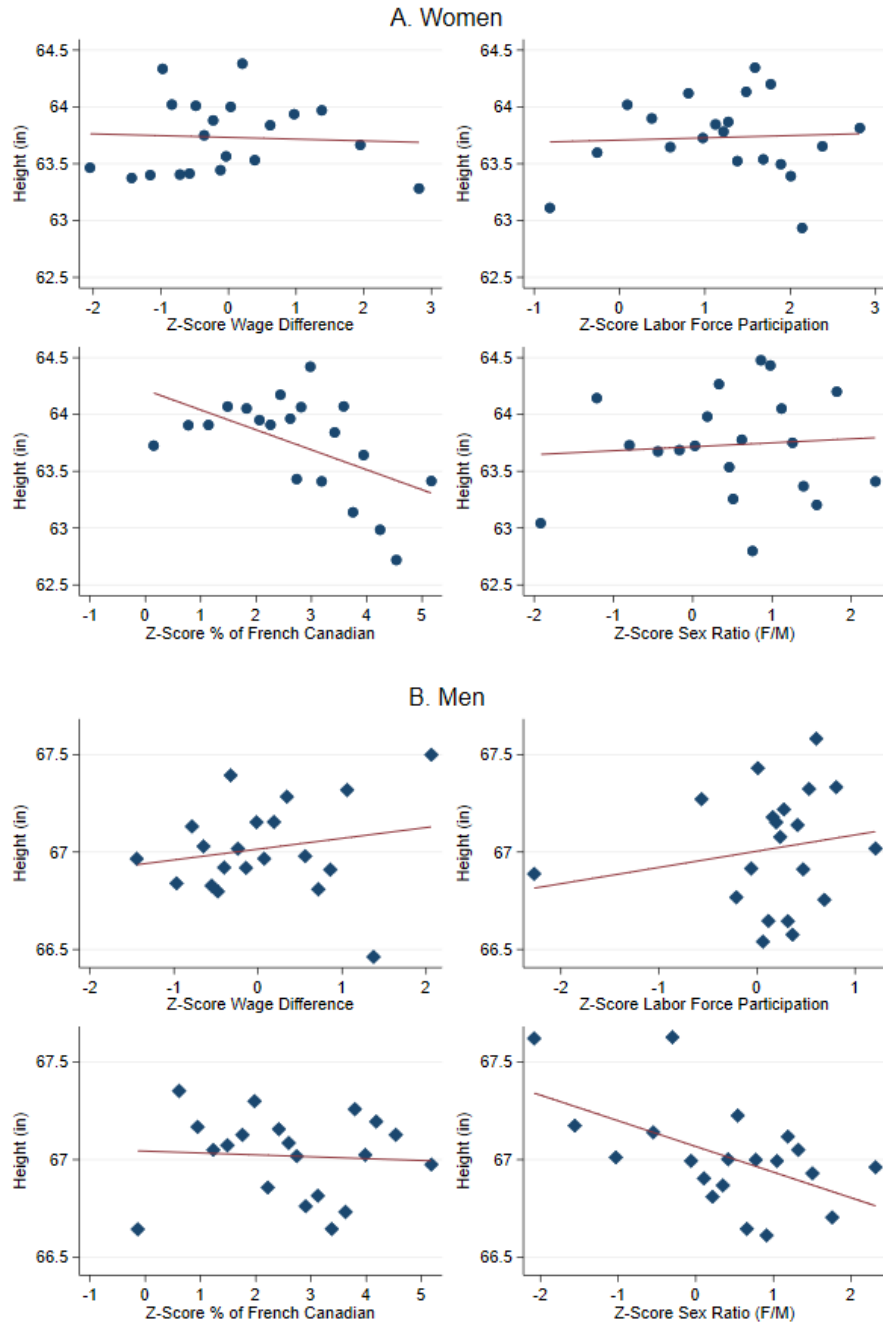 A. Women
64.5
64
63.5
63
62.5
Height (in)
-2 -1 0 1 2 3
Z-Score Wage Difference
64.5
64
63.5
63
62.5
Height (in)
-1 0 1 2 3
Z-Score Labor Force Participation
64.5
64
63.5
63
62.5
Height (in)
-1 0 1 2 3 4 5
Z-Score % of French Canadian
64.5
64
63.5
63
62.5
Height (in)
-2 -1 0 1 2
Z-Score Sex Ratio (F/M)
B. Men
67.5
67
66.5
Height (in)
-2 -1 0 1 2
Z-Score Wage Difference
67.5
67
66.5
Height (in)
-2 -1 0 1
Z-Score Labor Force Participation
67.5
67
66.5
Height (in)
-1 0 1 2 3 4 5
Z-Score % of French Canadian
67.5
67
66.5
Height (in)
-2 -1 0 1 2
Z-Score Sex Ratio (F/M)